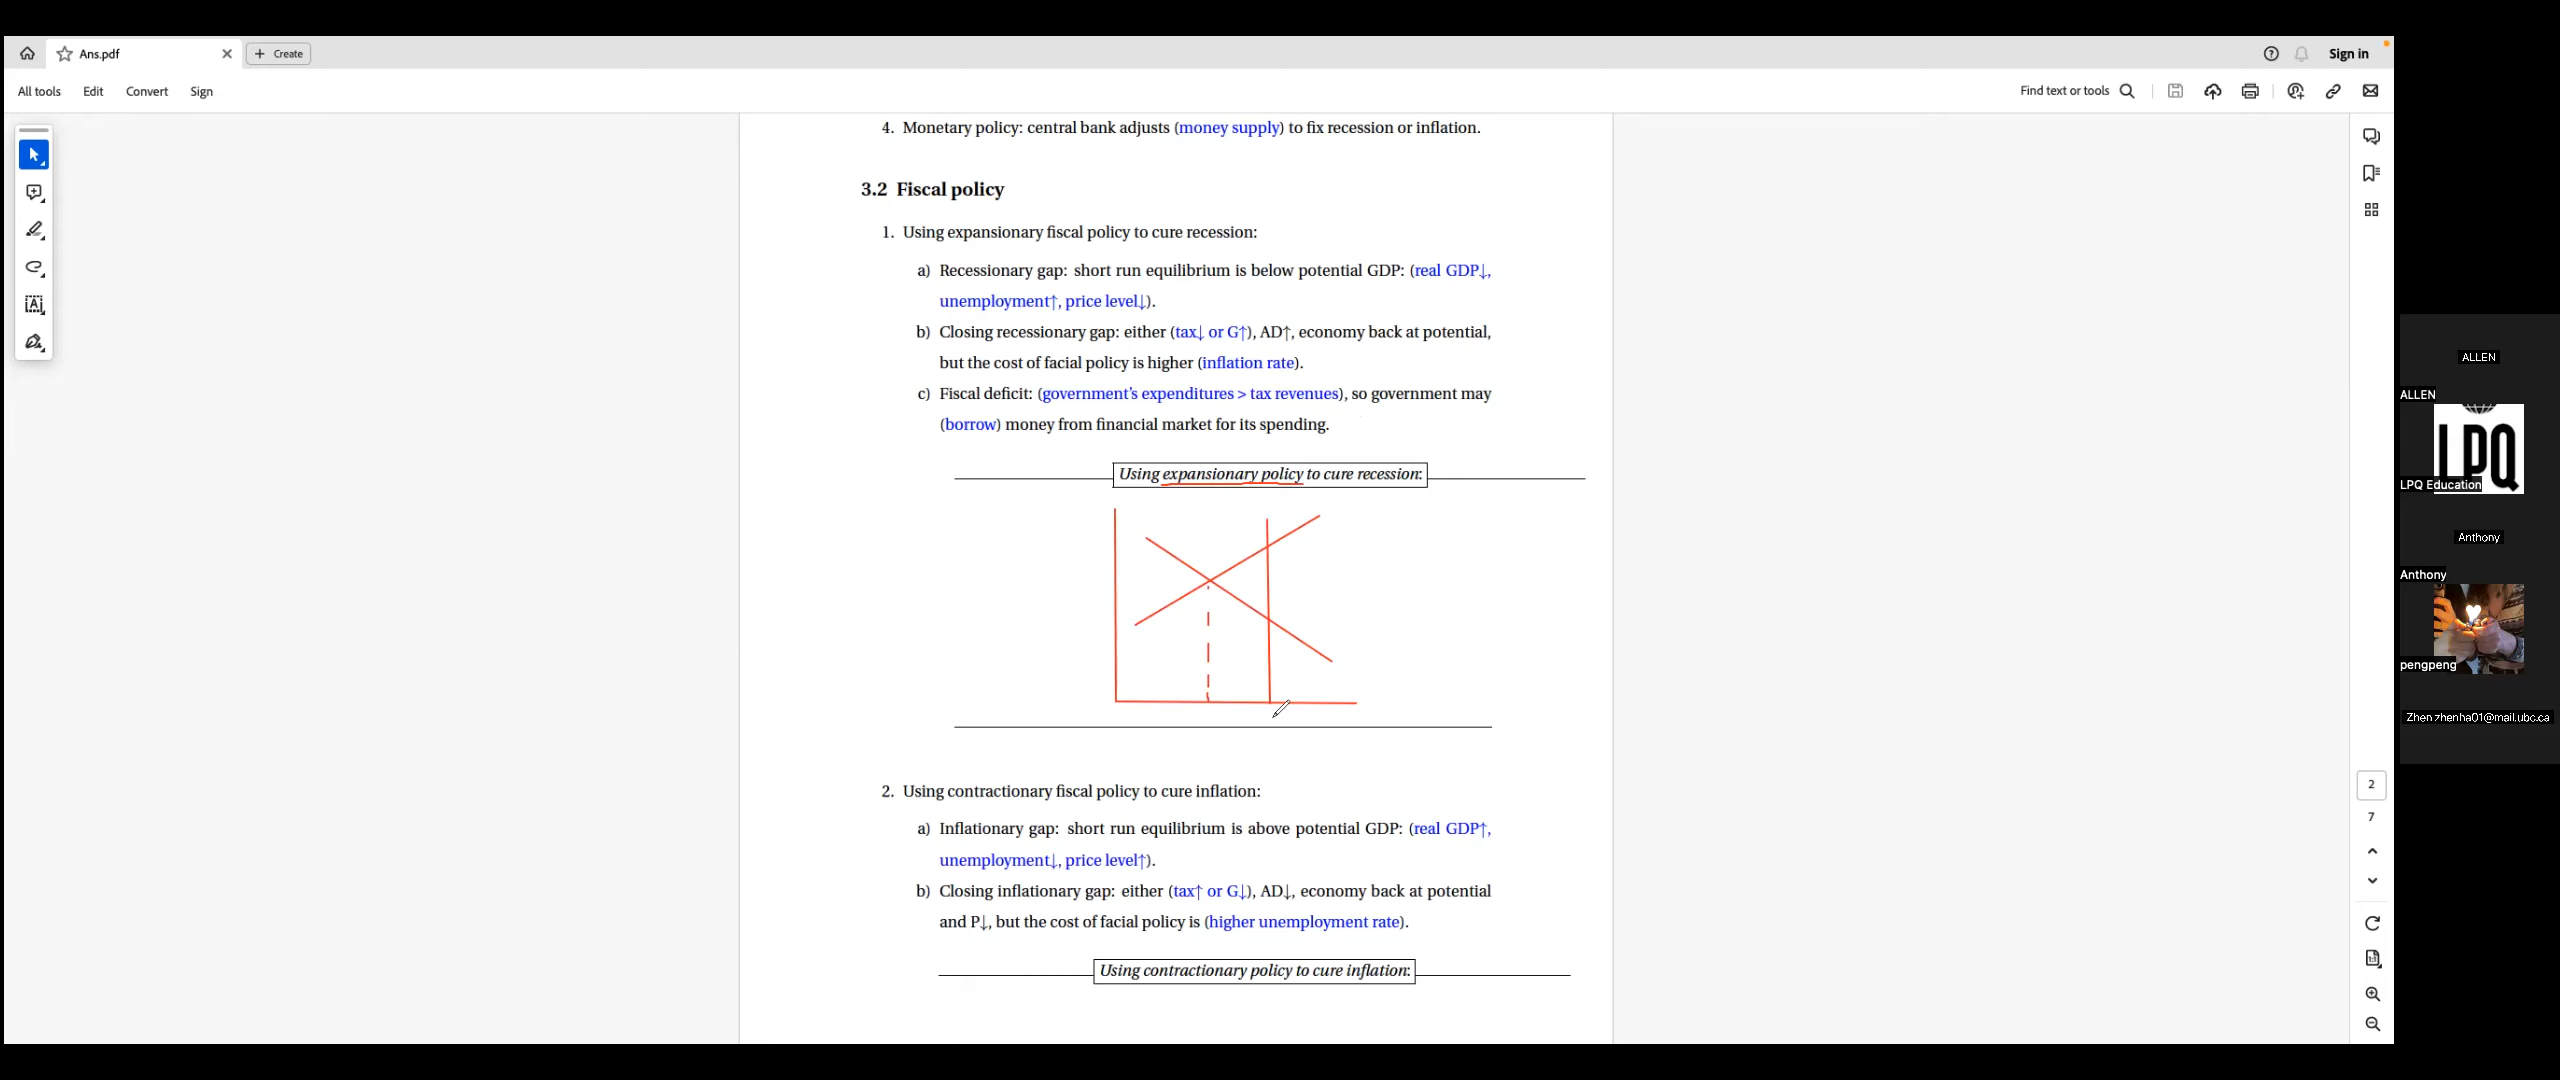 Ans.pdf
Create
Sign in
All tools
Edit
Convert
Sign
Find text or tools
4. Monetary policy: central bank adjusts (money supply) to fix recession or inflation.
3.2 Fiscal policy
1. Using expansionary fiscal policy to cure recession:
a) Recessionary gap: short run equilibrium is below potential GDP: (real GDP↓,
unemployment↑, price level↓).
b) Closing recessionary gap: either (tax↓ or G↑), AD↑, economy back at potential,
but the cost of facial policy is higher (inflation rate).
c) Fiscal deficit: (government's expenditures > tax revenues), so government may
(borrow) money from financial market for its spending.
Using expansionary policy to cure recession:
2. Using contractionary fiscal policy to cure inflation:
a) Inflationary gap: short run equilibrium is above potential GDP: (real GDP↑,
unemployment↓, price level↑).
b) Closing inflationary gap: either (tax↑ or G↓), AD↓, economy back at potential
and P↓, but the cost of facial policy is (higher unemployment rate).
Using contractionary policy to cure inflation:
2
7
ALLEN
ALLEN
LPQ
LPQ Education
Anthony
Anthony
pengpeng
Zhen zhenha01@mail.ubc.ca